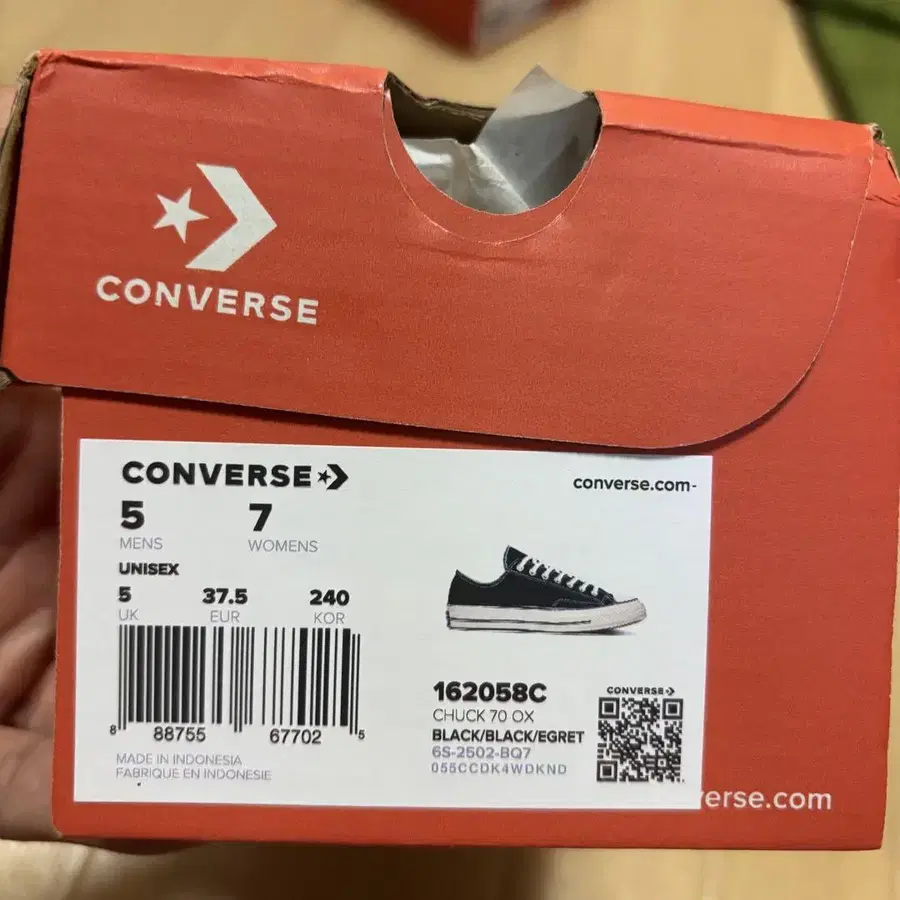 CONVERSE
CONVERSE
converse.com-
5 7
MENS WOMENS
UNISEX
5 37.5 240
UK EUR KOR
8 88755 67702 5
MADE IN INDONESIA
FABRIQUE EN INDONESIE
162058C
CHUCK 70 OX
BLACK/BLACK/EGRET
6S-2502-BQ7
055CCDK4WDKND
CONVERSE
verse.com